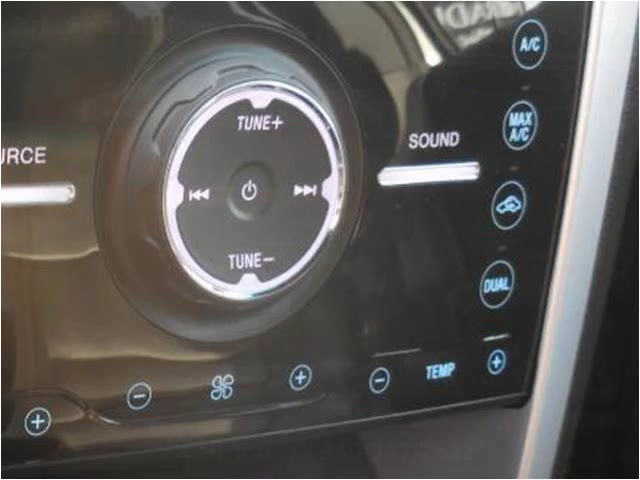 A/C
TUNE+
MAX
A/C
SOUND
URCE
TUNE-
DUAL
TEMP